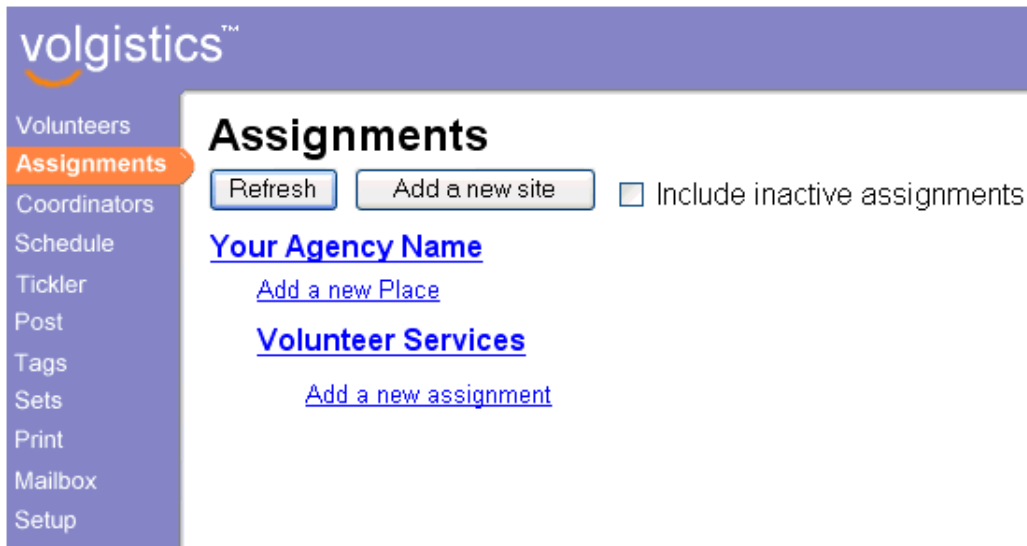 volgistics™
Volunteers
Assignments
Coordinators
Schedule
Tickler
Post
Tags
Sets
Print
Mailbox
Setup
Assignments
Refresh
Add a new site
Include inactive assignments
Your Agency Name
Add a new Place
Volunteer Services
Add a new assignment